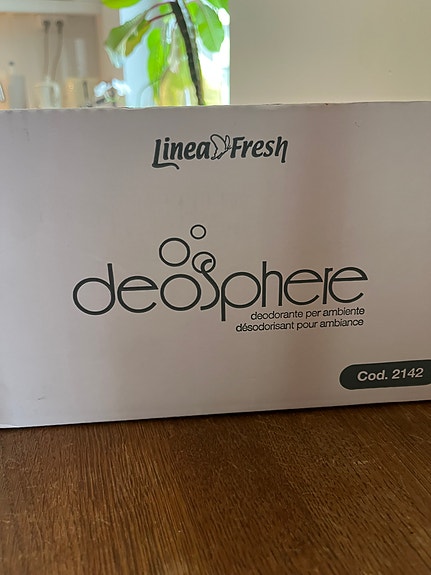 Linea Fresh
deosphere
deodorante per ambiente
désodorisant pour ambiance
Cod. 2142